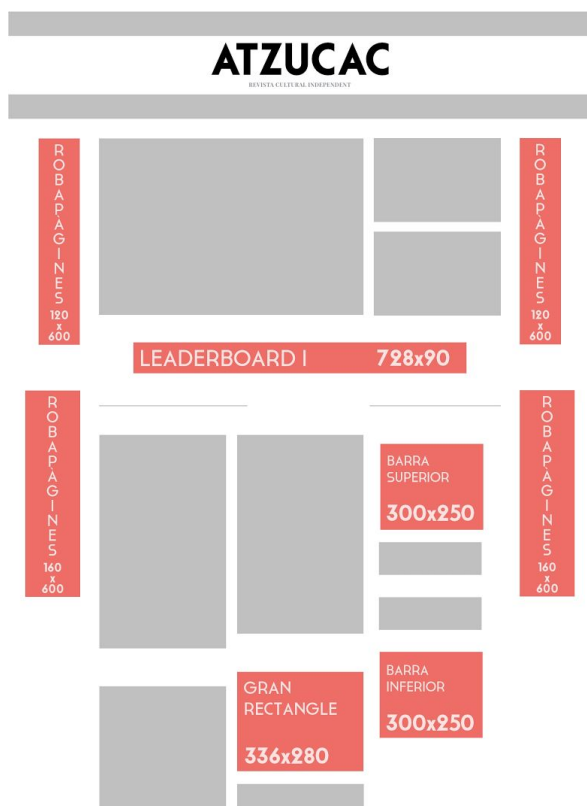 ATZUCAC
REVISTA CULTURAL INDEPENDENT
ROBAPÀGINES
120
x
600
ROBAPÀGINES
120
x
600
LEADERBOARD I 728x90
ROBAPÀGINES
160
x
600
BARRA
SUPERIOR
300x250
ROBAPÀGINES
160
x
600
GRAN
RECTANGLE
336x280
BARRA
INFERIOR
300x250